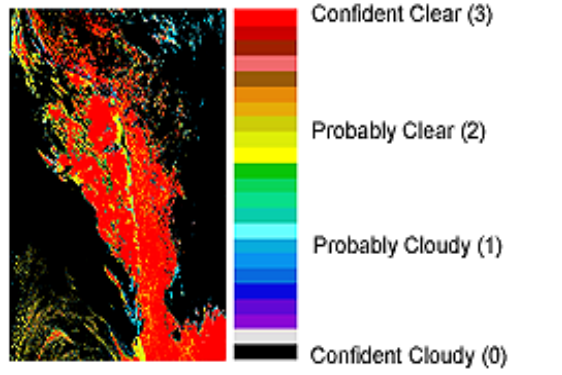 Confident Clear (3)
Probably Clear (2)
Probably Cloudy (1)
Confident Cloudy (0)